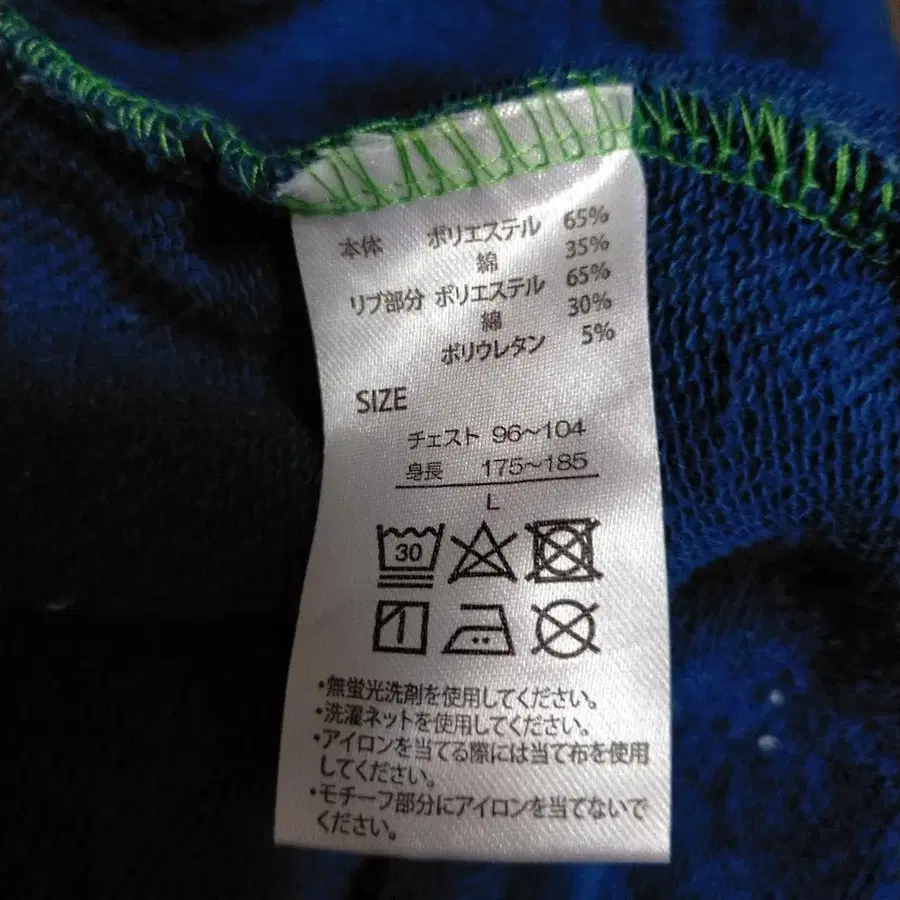 本体 ポリエステル 65%
綿 35%
リブ部分 ポリエステル 65%
綿 30%
ポリウレタン 5%
SIZE
チェスト 96～104
身長 175～185
L
30
・無蛍光洗剤を使用してください。
・洗濯ネットを使用してください。
・アイロンを当てる際には当て布を使用
してください。
・モチーフ部分にアイロンを当てないで
ください。